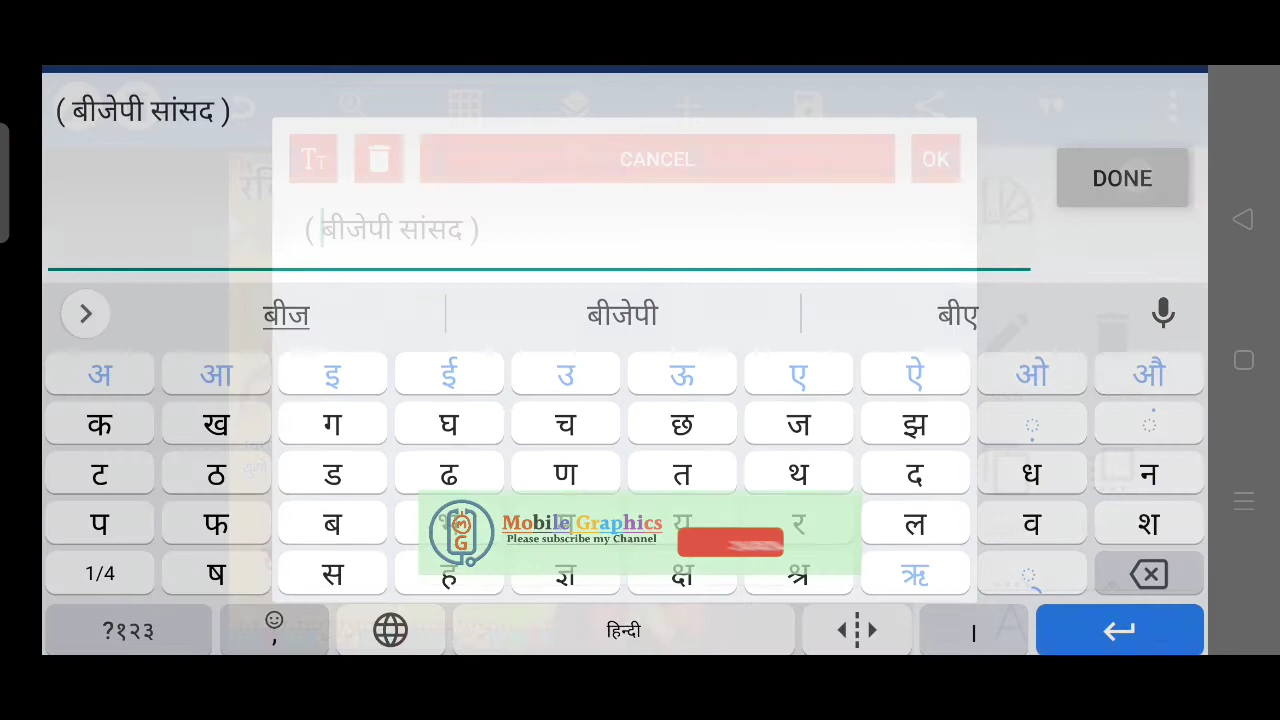 ( बीजेपी सांसद )
CANCEL
OK
DONE
( बीजेपी सांसद )
बीज
बीजेपी
बीए
अ आ इ ई उ ऊ ए ऐ ओ औ
क ख ग घ च छ ज झ ़ ं
ट ठ ड ढ ण त थ द ध न
प फ ब भ म य र ल व श
Mobile Graphics
Please subscribe my Channel
1/4 ष स ह ज्ञ क्ष श्र ऋ ्
?१२३ , हिन्दी ।